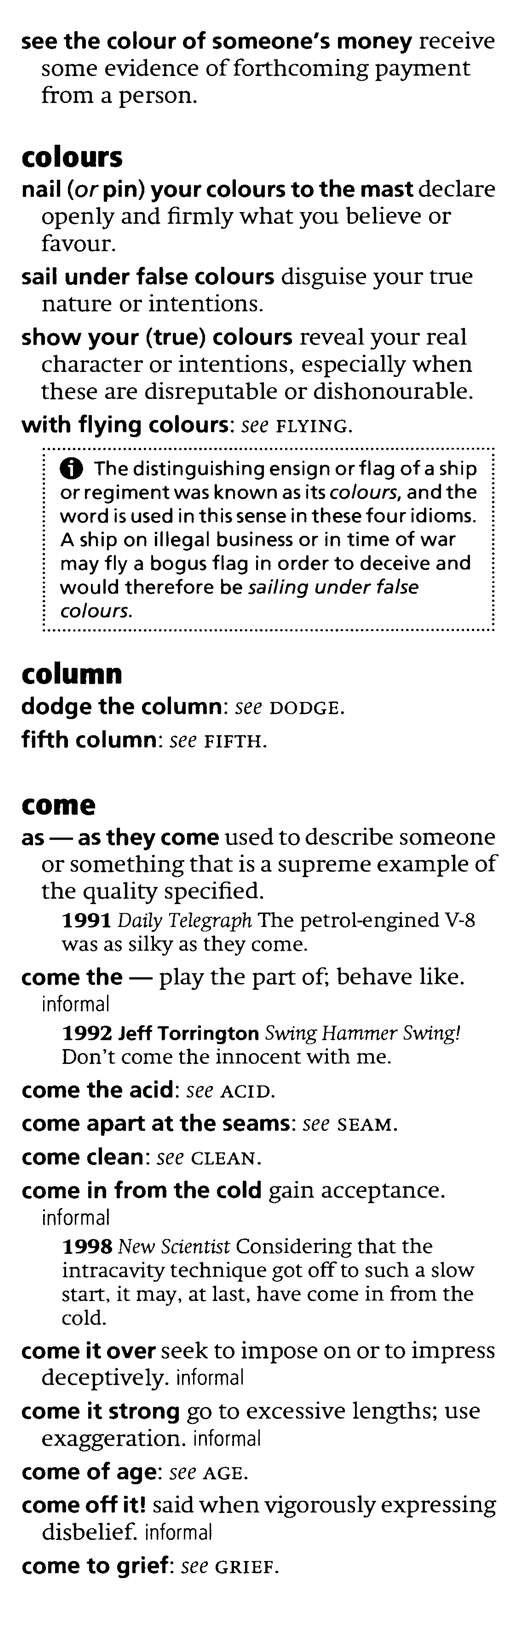 see the colour of someone's money receive
some evidence of forthcoming payment
from a person.
colours
nail (or pin) your colours to the mast declare
openly and firmly what you believe or
favour.
sail under false colours disguise your true
nature or intentions.
show your (true) colours reveal your real
character or intentions, especially when
these are disreputable or dishonourable.
with flying colours: see FLYING.
The distinguishing ensign or flag of a ship
or regiment was known as its colours, and the
word is used in this sense in these four idioms.
A ship on illegal business or in time of war
may fly a bogus flag in order to deceive and
would therefore be sailing under false
colours.
column
dodge the column: see DODGE.
fifth column: see FIFTH.
come
as — as they come used to describe someone
or something that is a supreme example of
the quality specified.
1991 Daily Telegraph The petrol-engined V-8
was as silky as they come.
come the — play the part of; behave like.
informal
1992 Jeff Torrington Swing Hammer Swing!
Don't come the innocent with me.
come the acid: see ACID.
come apart at the seams: see SEAM.
come clean: see CLEAN.
come in from the cold gain acceptance.
informal
1998 New Scientist Considering that the
intracavity technique got off to such a slow
start, it may, at last, have come in from the
cold.
come it over seek to impose on or to impress
deceptively. informal
come it strong go to excessive lengths; use
exaggeration. informal
come of age: see AGE.
come off it! said when vigorously expressing
disbelief. informal
come to grief: see GRIEF.